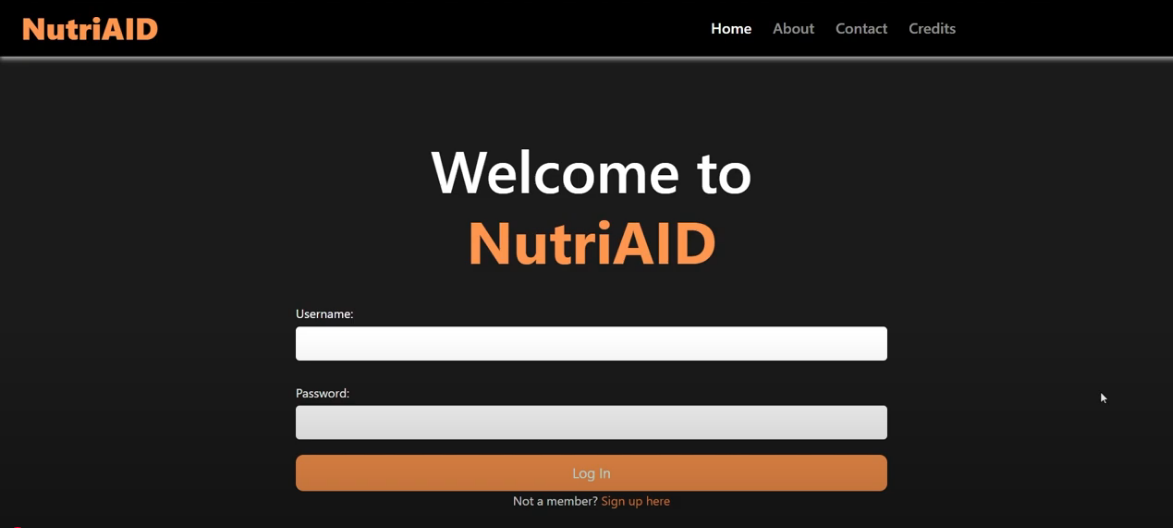 NutriAID
Home About Contact Credits
Welcome to
NutriAID
Username:
Password:
Log In
Not a member? Sign up here